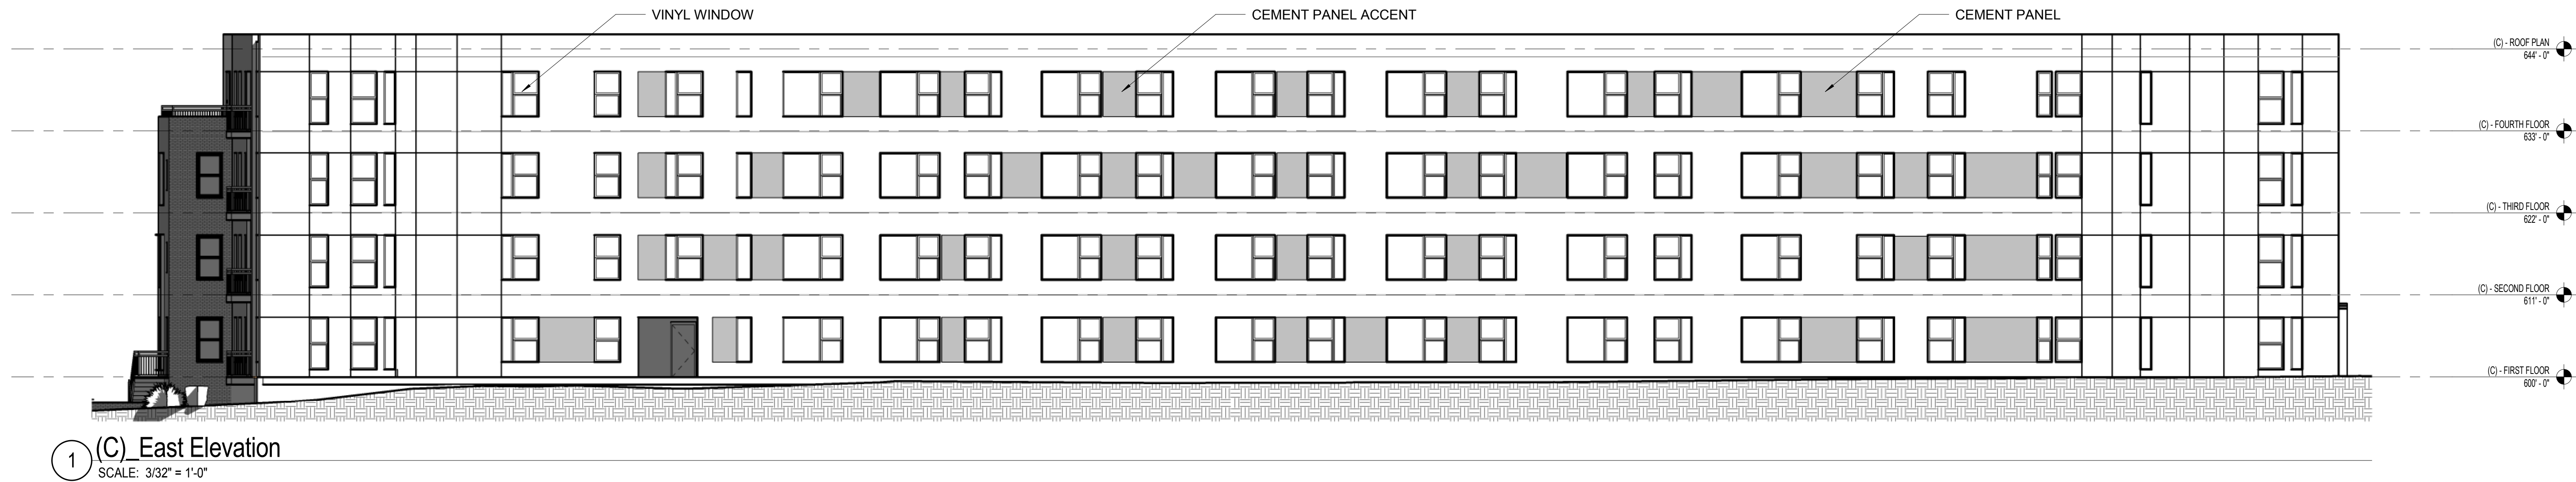 VINYL WINDOW
CEMENT PANEL ACCENT
CEMENT PANEL
(C) - ROOF PLAN
644' - 0"
(C) - FOURTH FLOOR
633' - 0"
(C) - THIRD FLOOR
622' - 0"
(C) - SECOND FLOOR
611' - 0"
(C) - FIRST FLOOR
600' - 0"
1
(C)_East Elevation
SCALE: 3/32" = 1'-0"